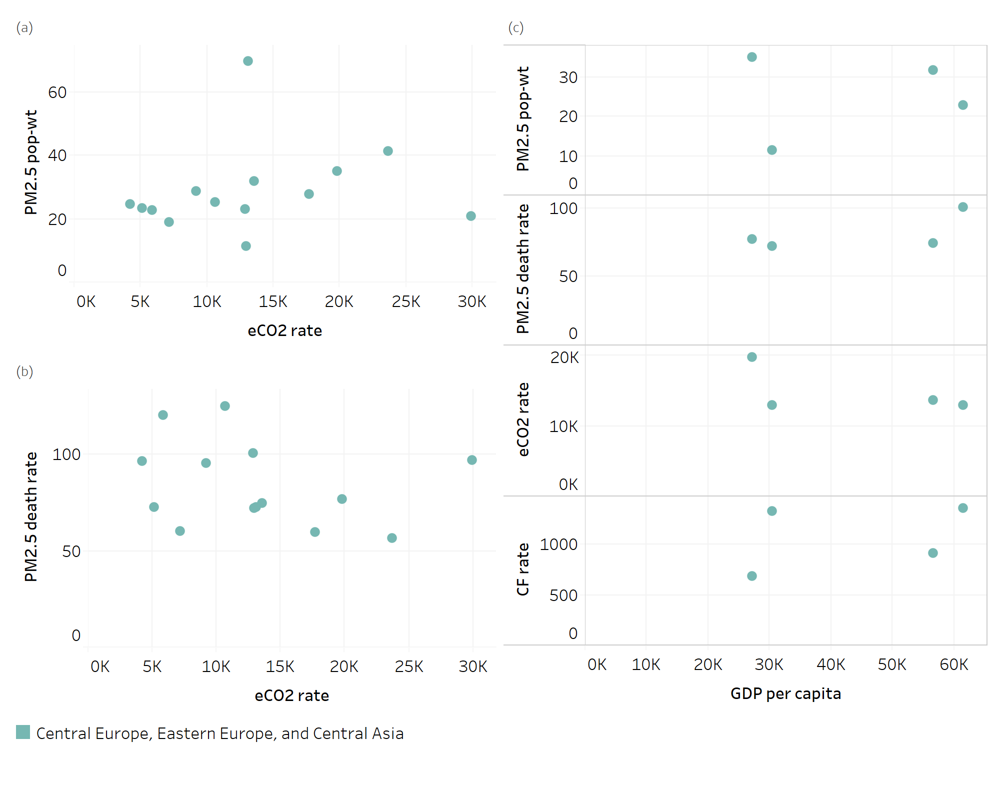 (a)
PM2.5 pop-wt
60
40
20
0
0K 5K 10K 15K 20K 25K 30K
eCO2 rate
(b)
PM2.5 death rate
100
50
0
0K 5K 10K 15K 20K 25K 30K
eCO2 rate
(c)
PM2.5 pop-wt
30
20
10
0
PM2.5 death rate
100
50
0
eCO2 rate
20K
10K
0K
CF rate
1000
500
0
0K 10K 20K 30K 40K 50K 60K
GDP per capita
Central Europe, Eastern Europe, and Central Asia